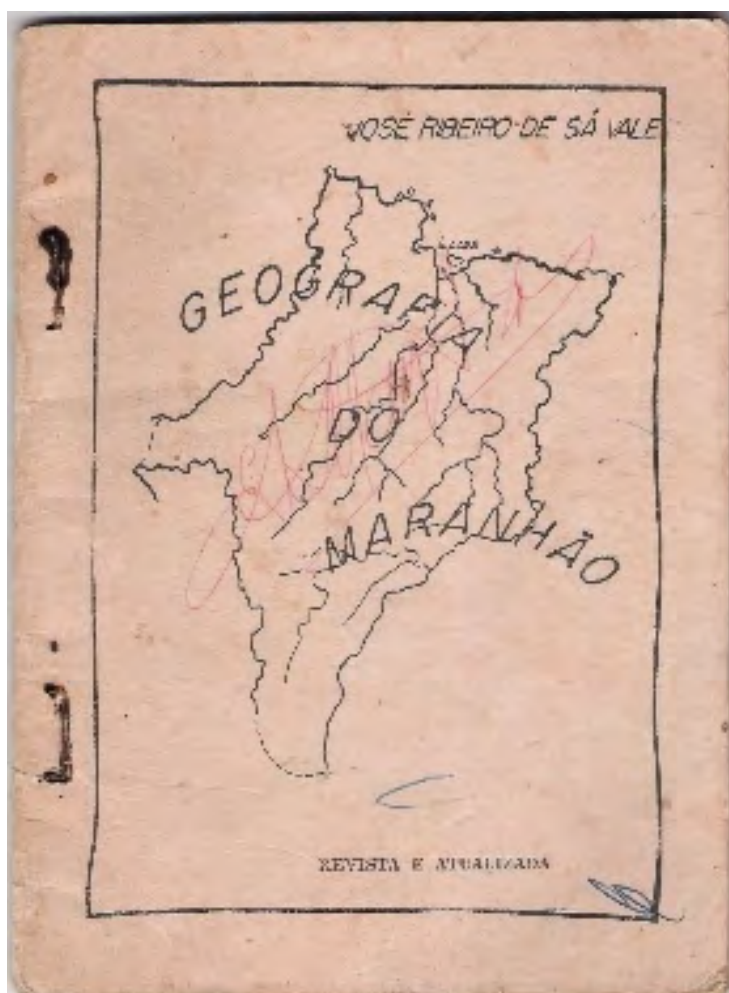 JOSÉ RIBEIRO DE SÁ VALE
GEOGRAFIA
DO
MARANHÃO
REVISTA E ATUALIZADA